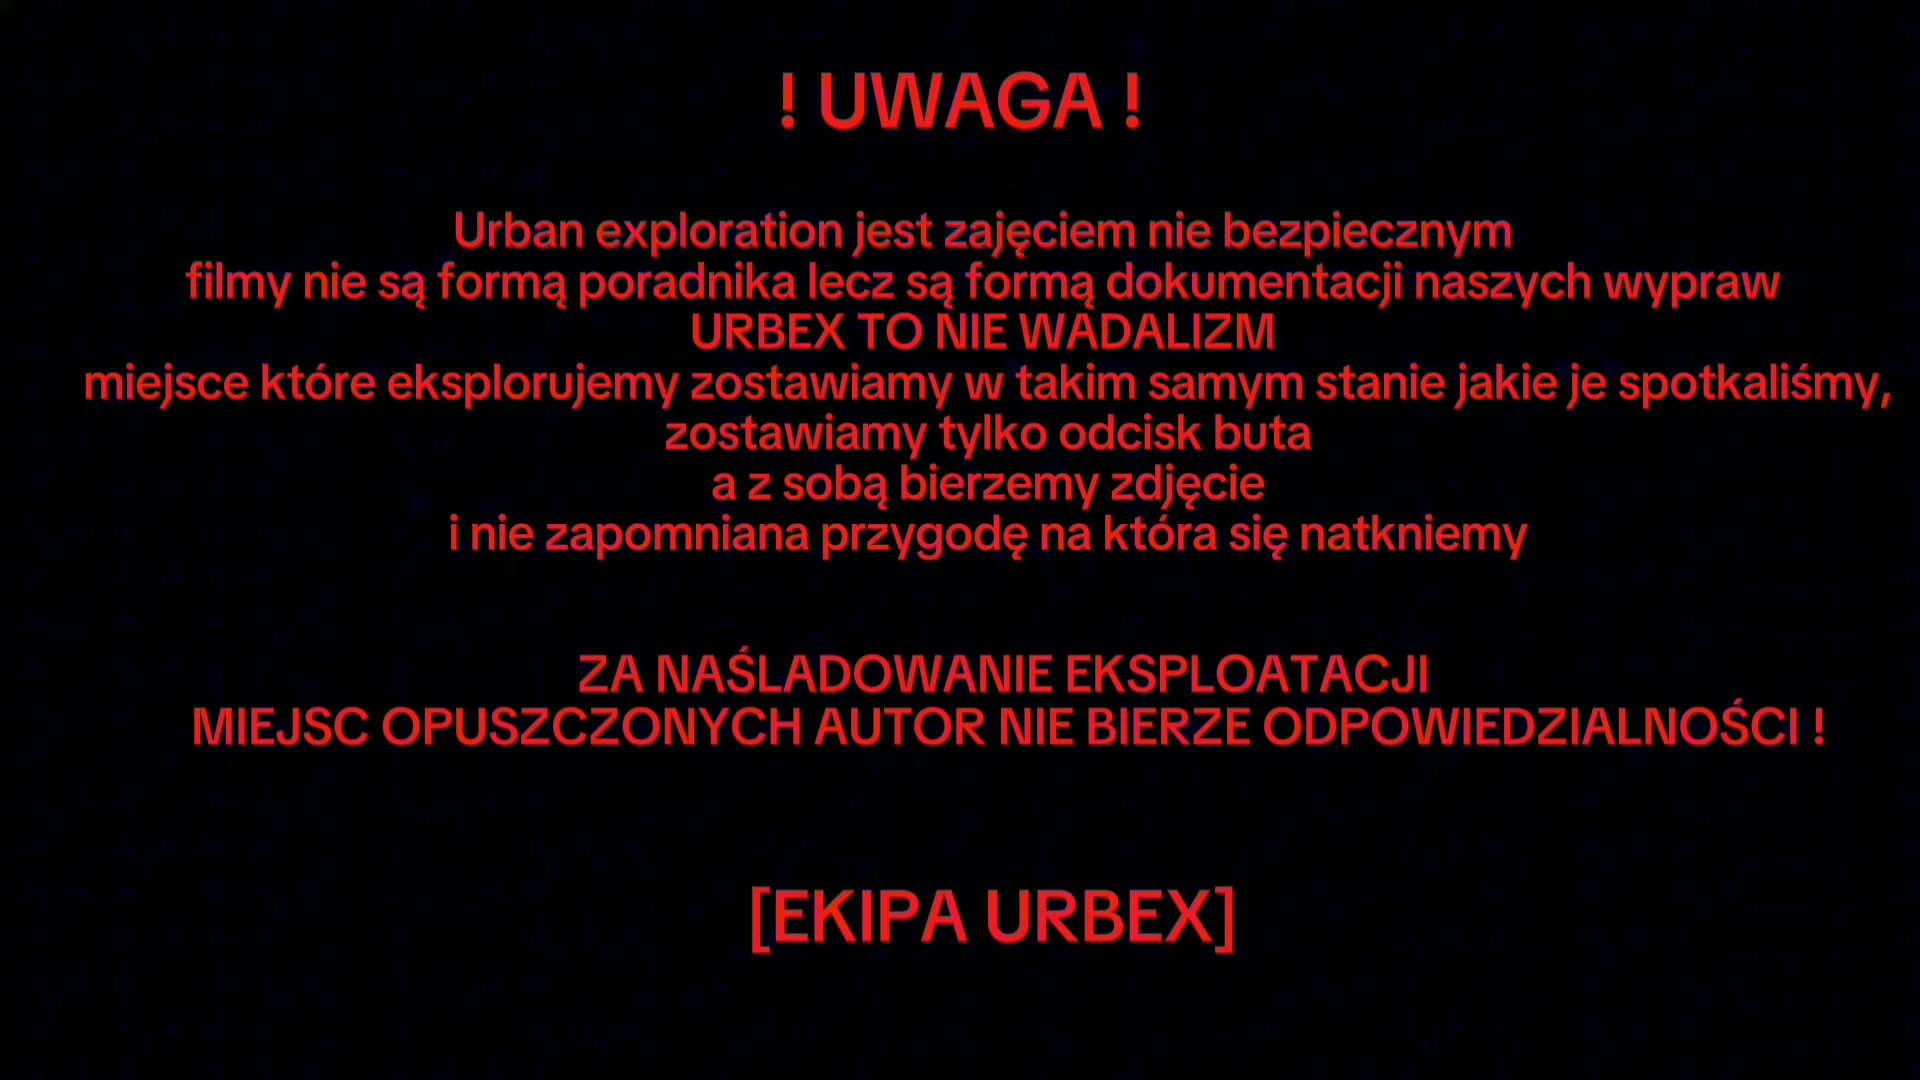 ! UWAGA !
Urban exploration jest zajęciem nie bezpiecznym
filmy nie są formą poradnika lecz są formą dokumentacji naszych wypraw
URBEX TO NIE WADALIZM
miejsce które eksplorujemy zostawiamy w takim samym stanie jakie je spotkaliśmy,
zostawiamy tylko odcisk buta
a z sobą bierzemy zdjęcie
i nie zapomniana przygodę na która się natkniemy
ZA NAŚLADOWANIE EKSPLOATACJI
MIEJSC OPUSZCZONYCH AUTOR NIE BIERZE ODPOWIEDZIALNOŚCI !
[EKIPA URBEX]